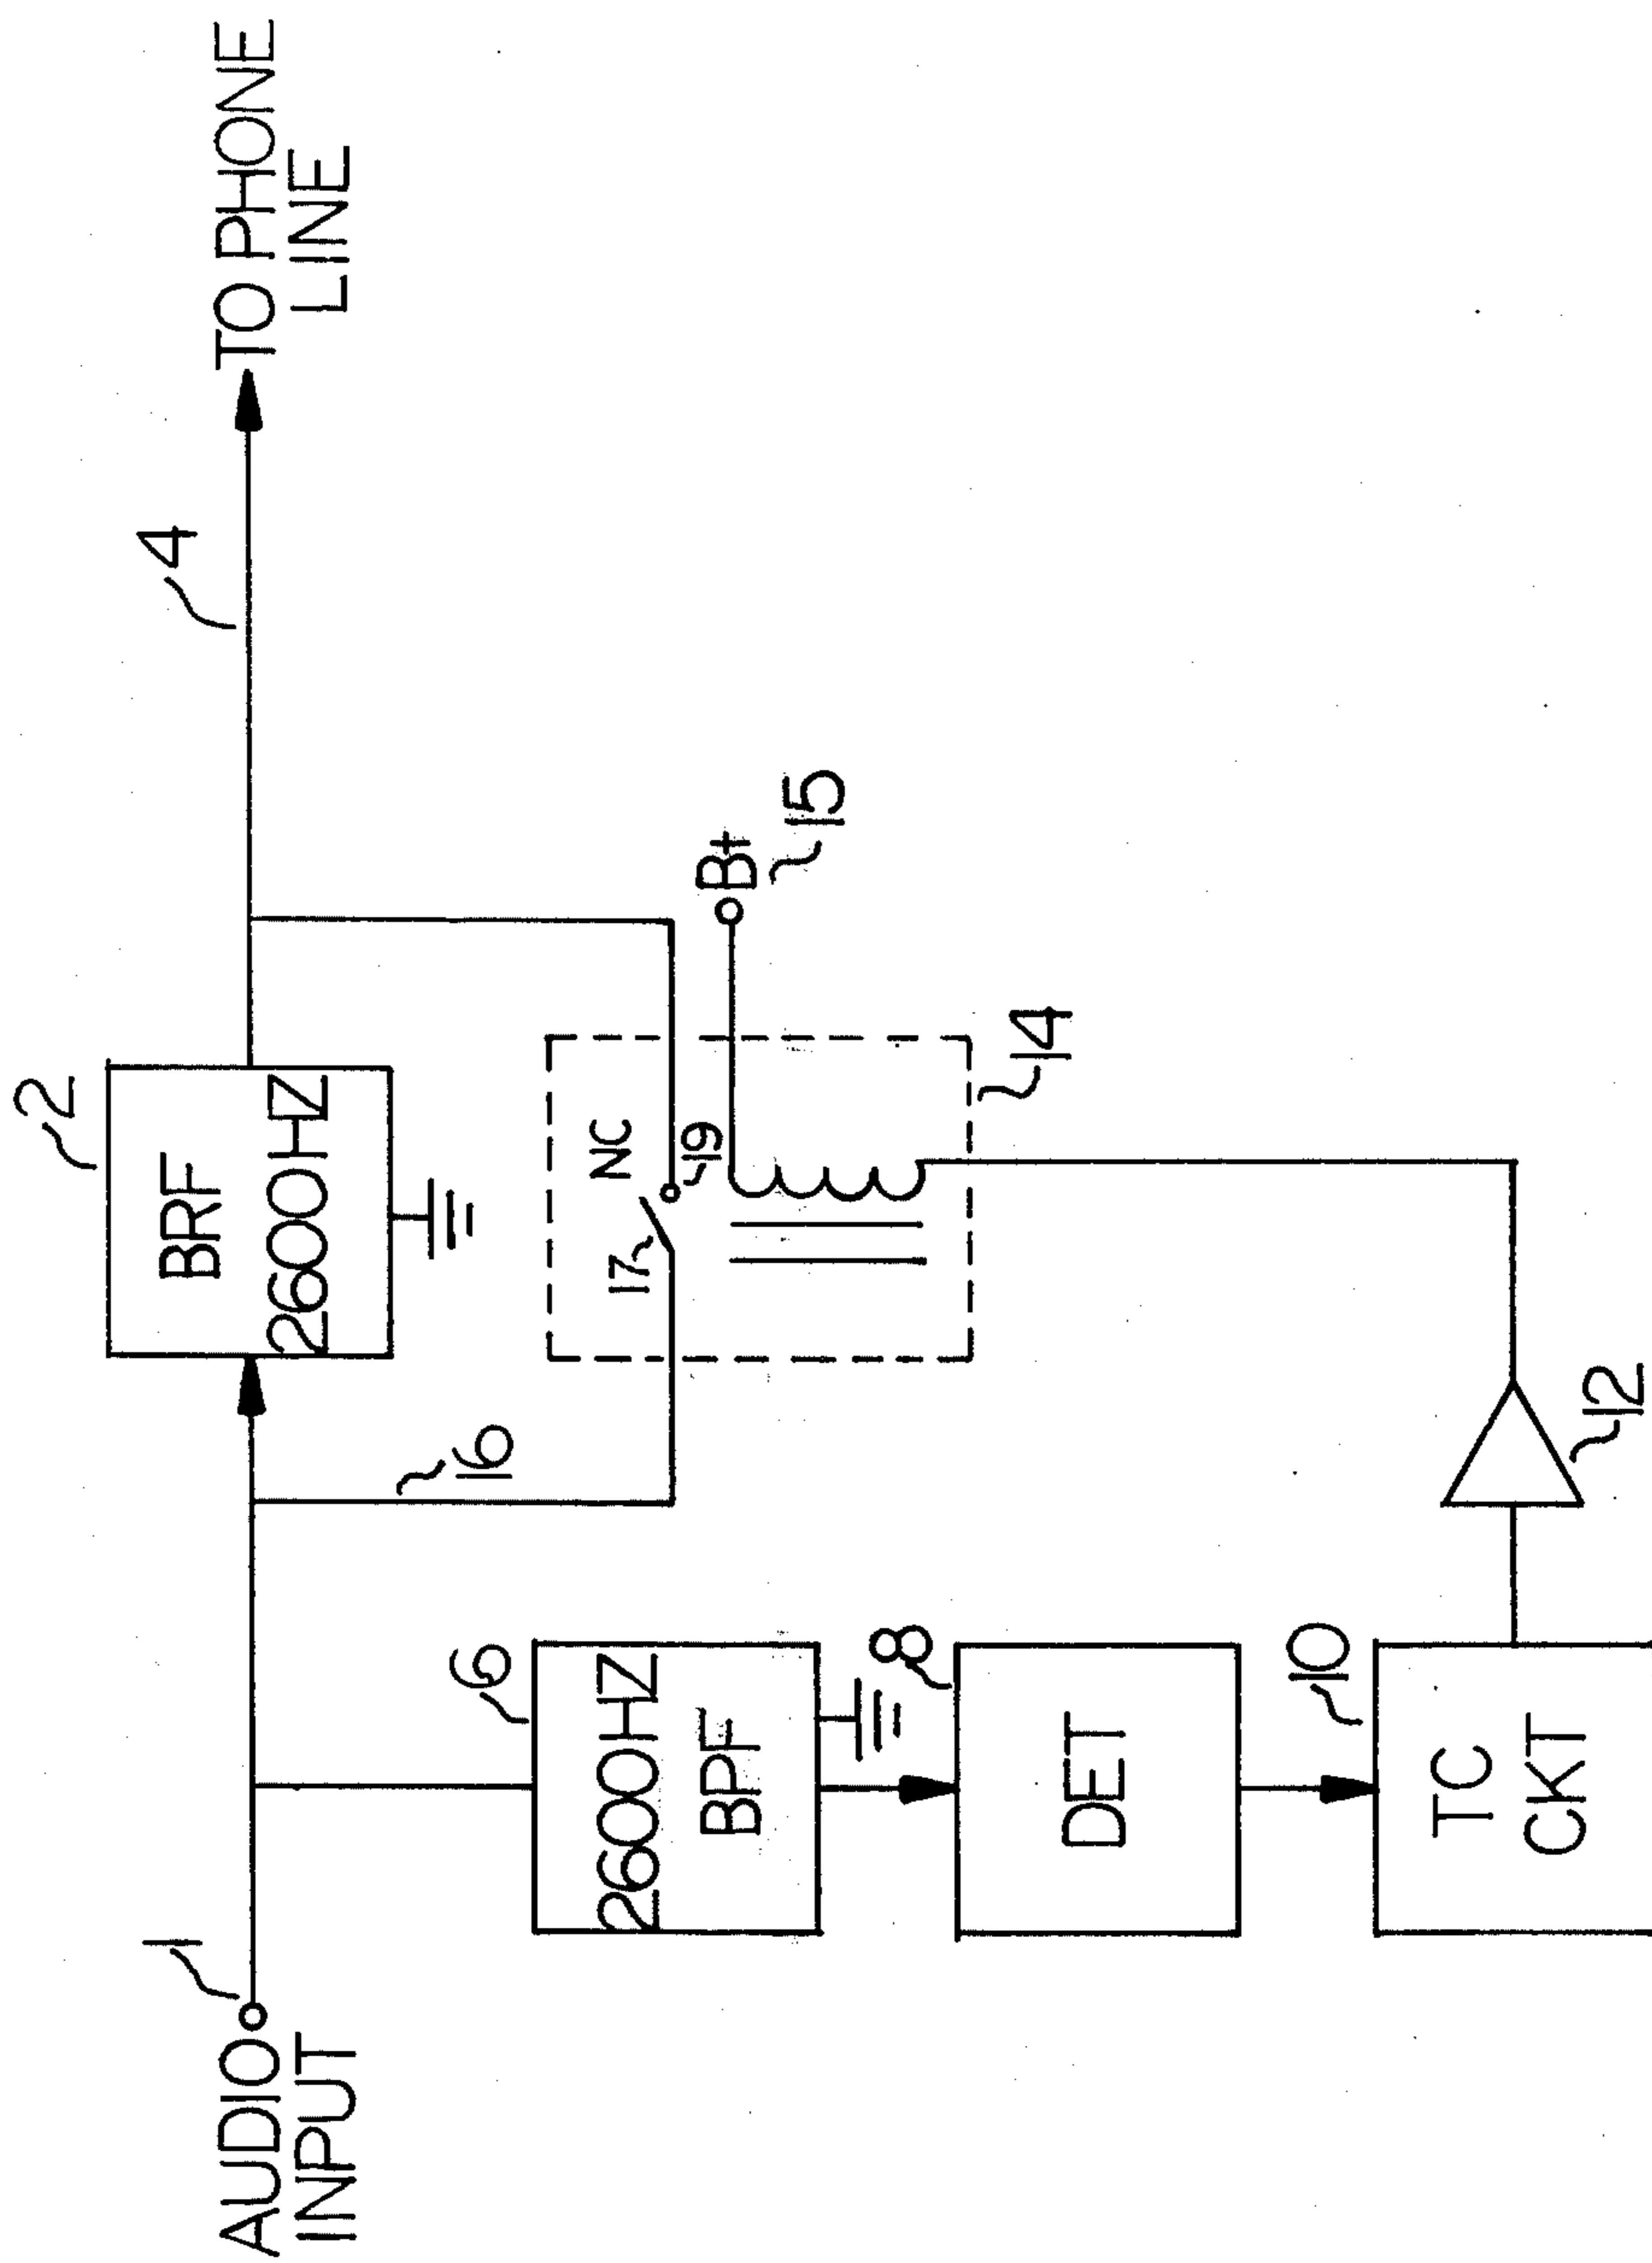 AUDIO
INPUT
1
16
2
BRF
2600HZ
4
TO PHONE
LINE
6
2600HZ
BPF
8
DET
10
TC
CKT
12
17
NC
19
14
B+
15